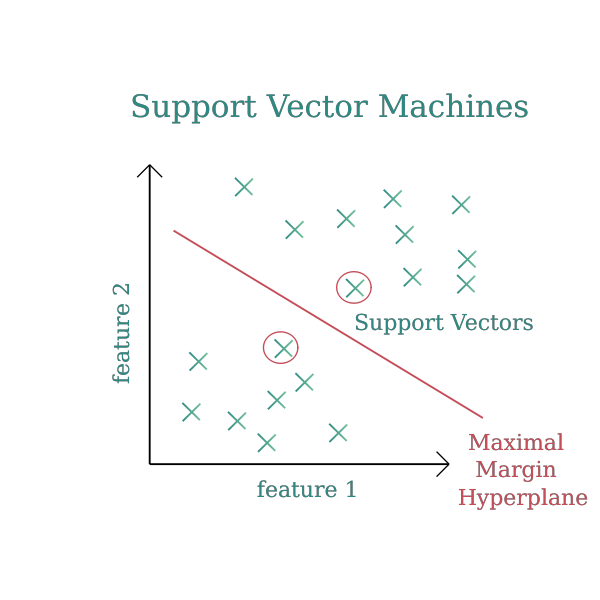 Support Vector Machines
feature 2
Support Vectors
Maximal
Margin
Hyperplane
feature 1